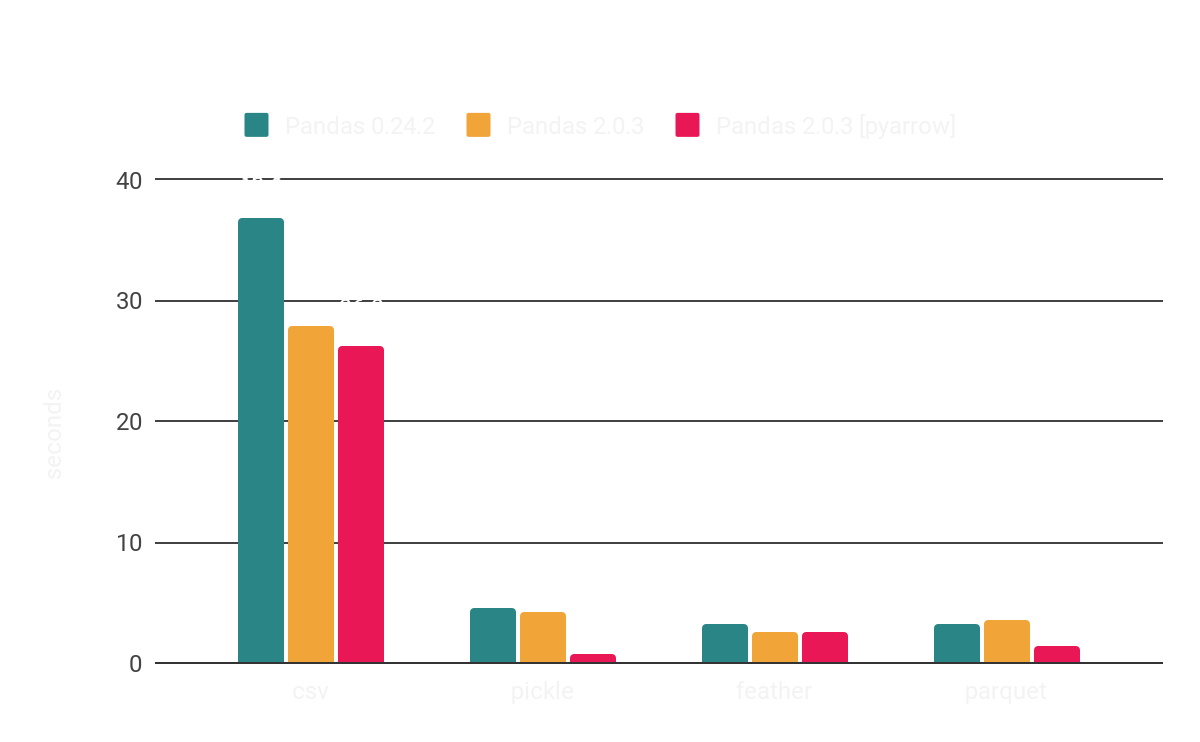 Pandas 0.24.2 Pandas 2.0.3 Pandas 2.0.3 [pyarrow]
40
30
20
10
0
seconds
csv pickle feather parquet